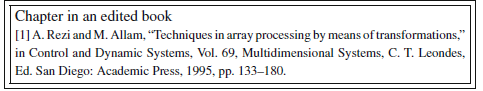 Chapter in an edited book
[1] A. Rezi and M. Allam, “Techniques in array processing by means of transformations,”
in Control and Dynamic Systems, Vol. 69, Multidimensional Systems, C. T. Leondes,
Ed. San Diego: Academic Press, 1995, pp. 133–180.